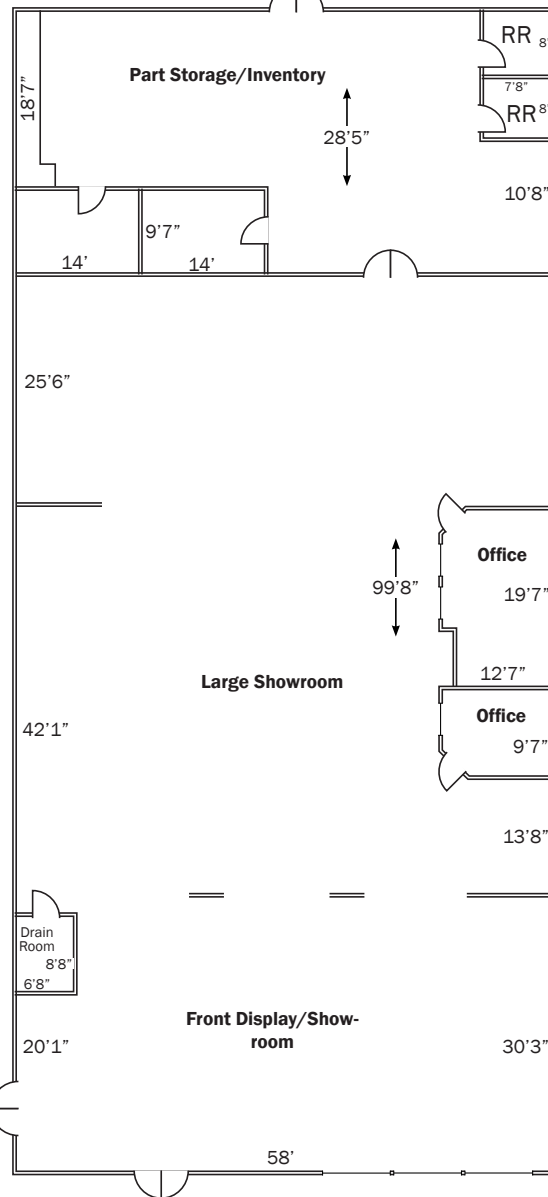 RR 8'
Part Storage/Inventory
18’7”
7’8”
28’5”
RR 8'
10’8”
9’7”
14’
14’
25’6”
Office
99’8”
19’7”
12’7”
Large Showroom
Office
42’1”
9’7”
13’8”
Drain
Room
8’8”
6’8”
Front Display/Show-
room
20’1”
30’3”
58’